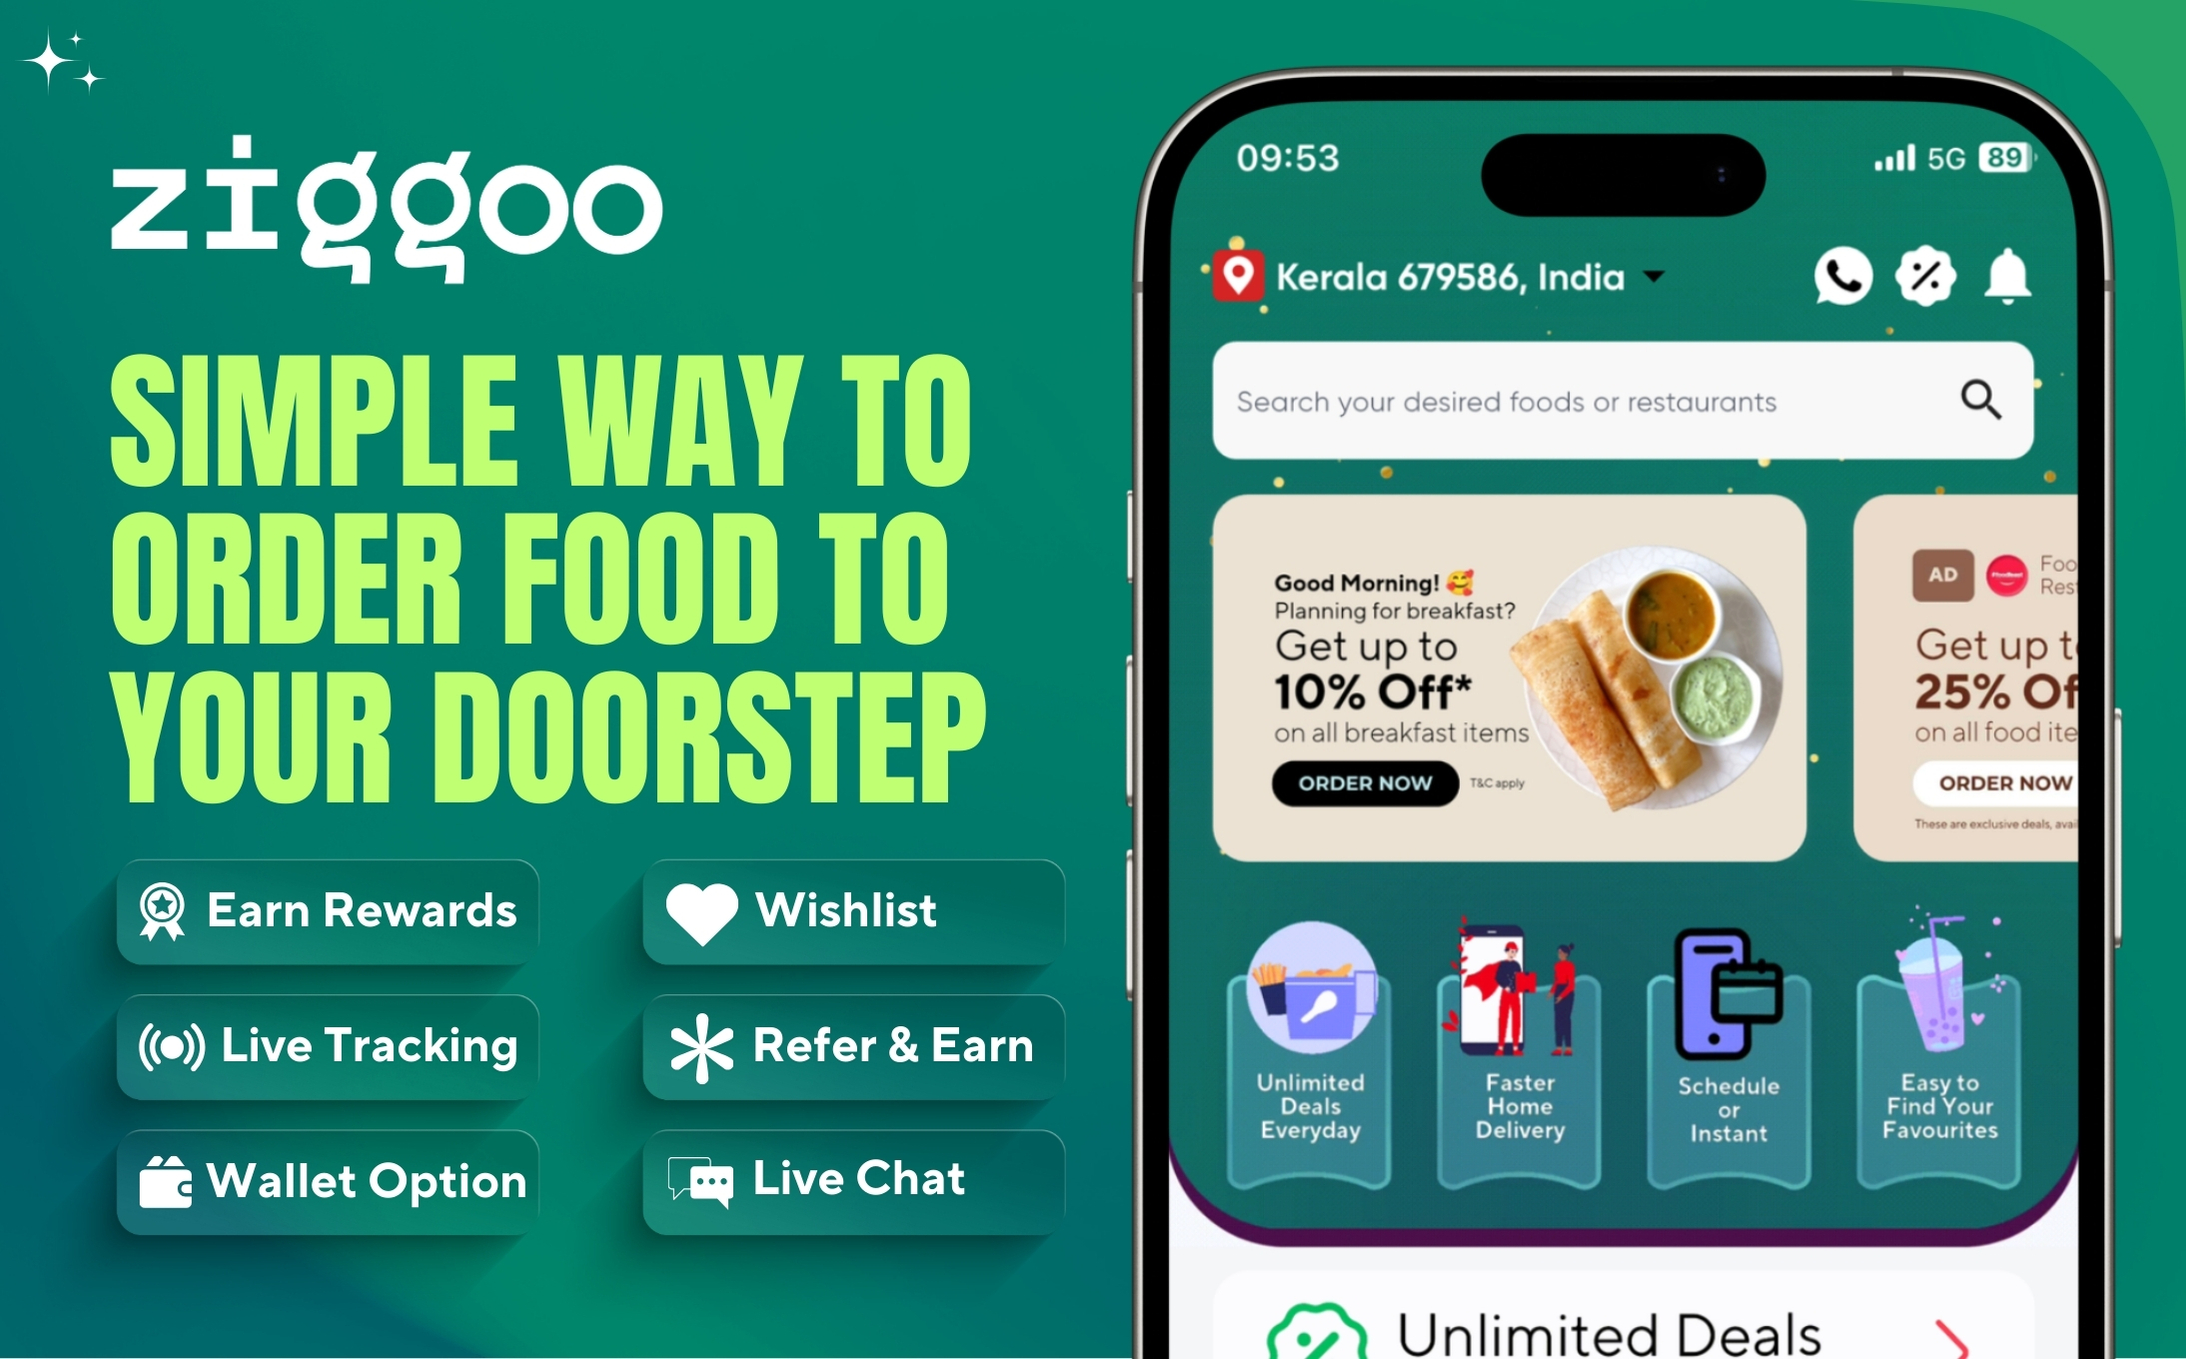 ziggoo
SIMPLE WAY TO
ORDER FOOD TO
YOUR DOORSTEP
Earn Rewards
Wishlist
Live Tracking
Refer & Earn
Wallet Option
Live Chat
09:53
5G 89
Kerala 679586, India
Search your desired foods or restaurants
Good Morning! 🥰
Planning for breakfast?
Get up to
10% Off*
on all breakfast items
ORDER NOW T&C apply
AD
Foo
Rest
Get up to
25% Of
on all food ite
ORDER NOW
These are exclusive deals, avai
Unlimited
Deals
Everyday
Faster
Home
Delivery
Schedule
or
Instant
Easy to
Find Your
Favourites
Unlimited Deals